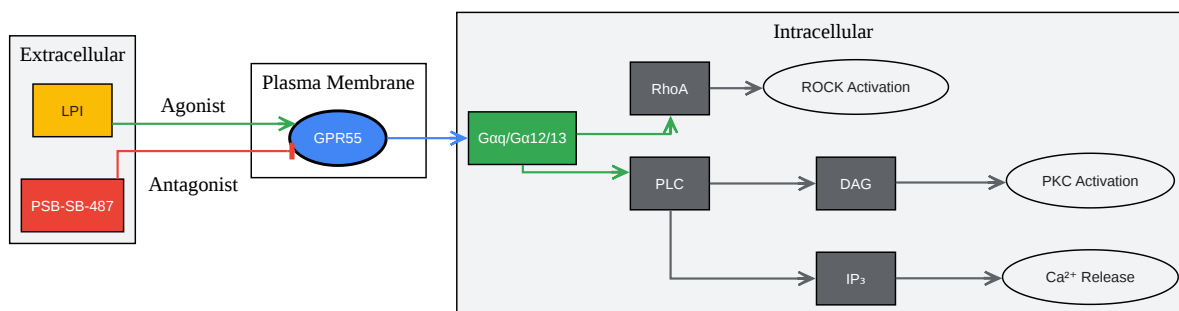 Extracellular
LPI
PSB-SB-487
Agonist
Antagonist
Plasma Membrane
GPR55
Intracellular
Gαq/Gα12/13
RhoA
ROCK Activation
PLC
DAG
PKC Activation
IP₃
Ca²⁺ Release